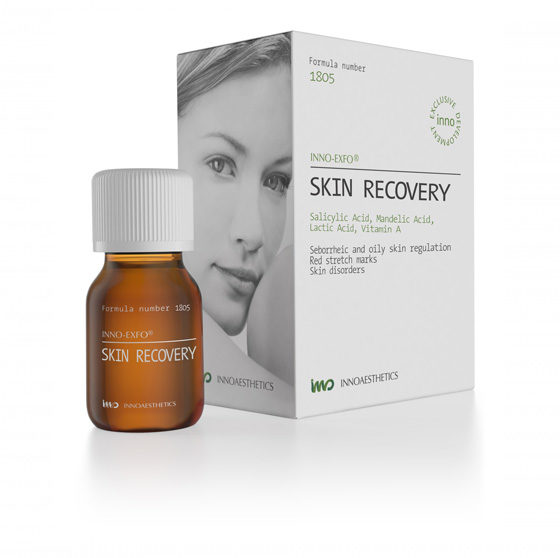 Formula number
1805
EXCLUSIVE DEVELOPMENT
inno
INNO-EXFO®
SKIN RECOVERY
Salicylic Acid, Mandelic Acid,
Lactic Acid, Vitamin A
Seborrheic and oily skin regulation
Red stretch marks
Skin disorders
inno INNOAESTHETICS
Formula number 1805
INNO-EXFO®
SKIN RECOVERY
inno INNOAESTHETICS